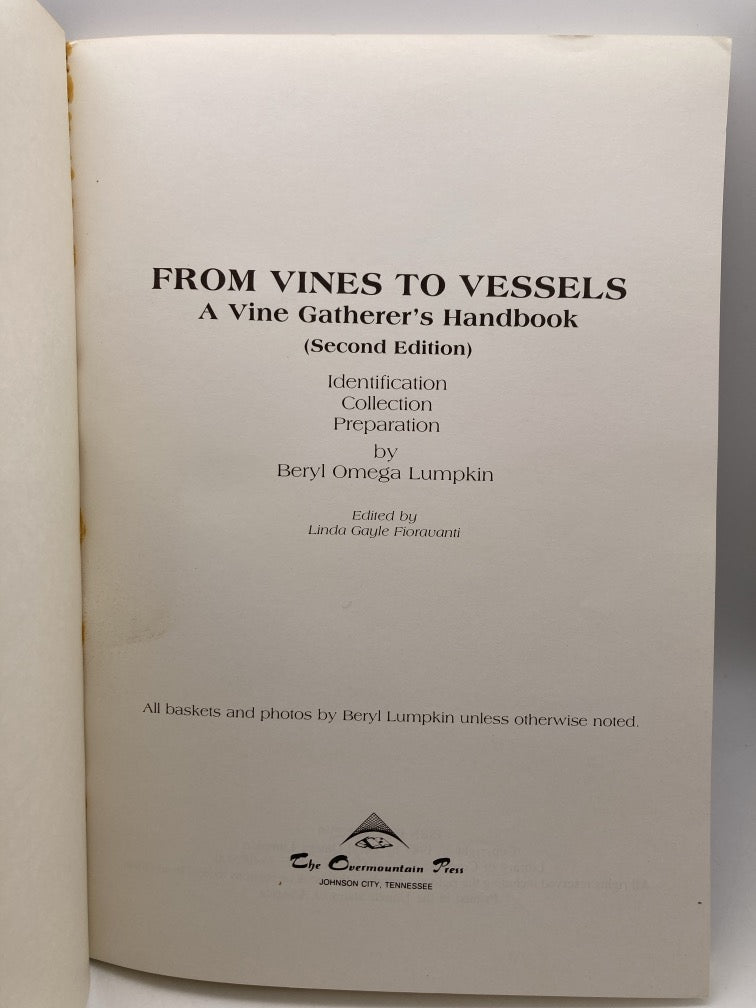 FROM VINES TO VESSELS
A Vine Gatherer's Handbook
(Second Edition)
Identification
Collection
Preparation
by
Beryl Omega Lumpkin
Edited by
Linda Gayle Fioravanti
All baskets and photos by Beryl Lumpkin unless otherwise noted.
The Overmountain Press
JOHNSON CITY, TENNESSEE